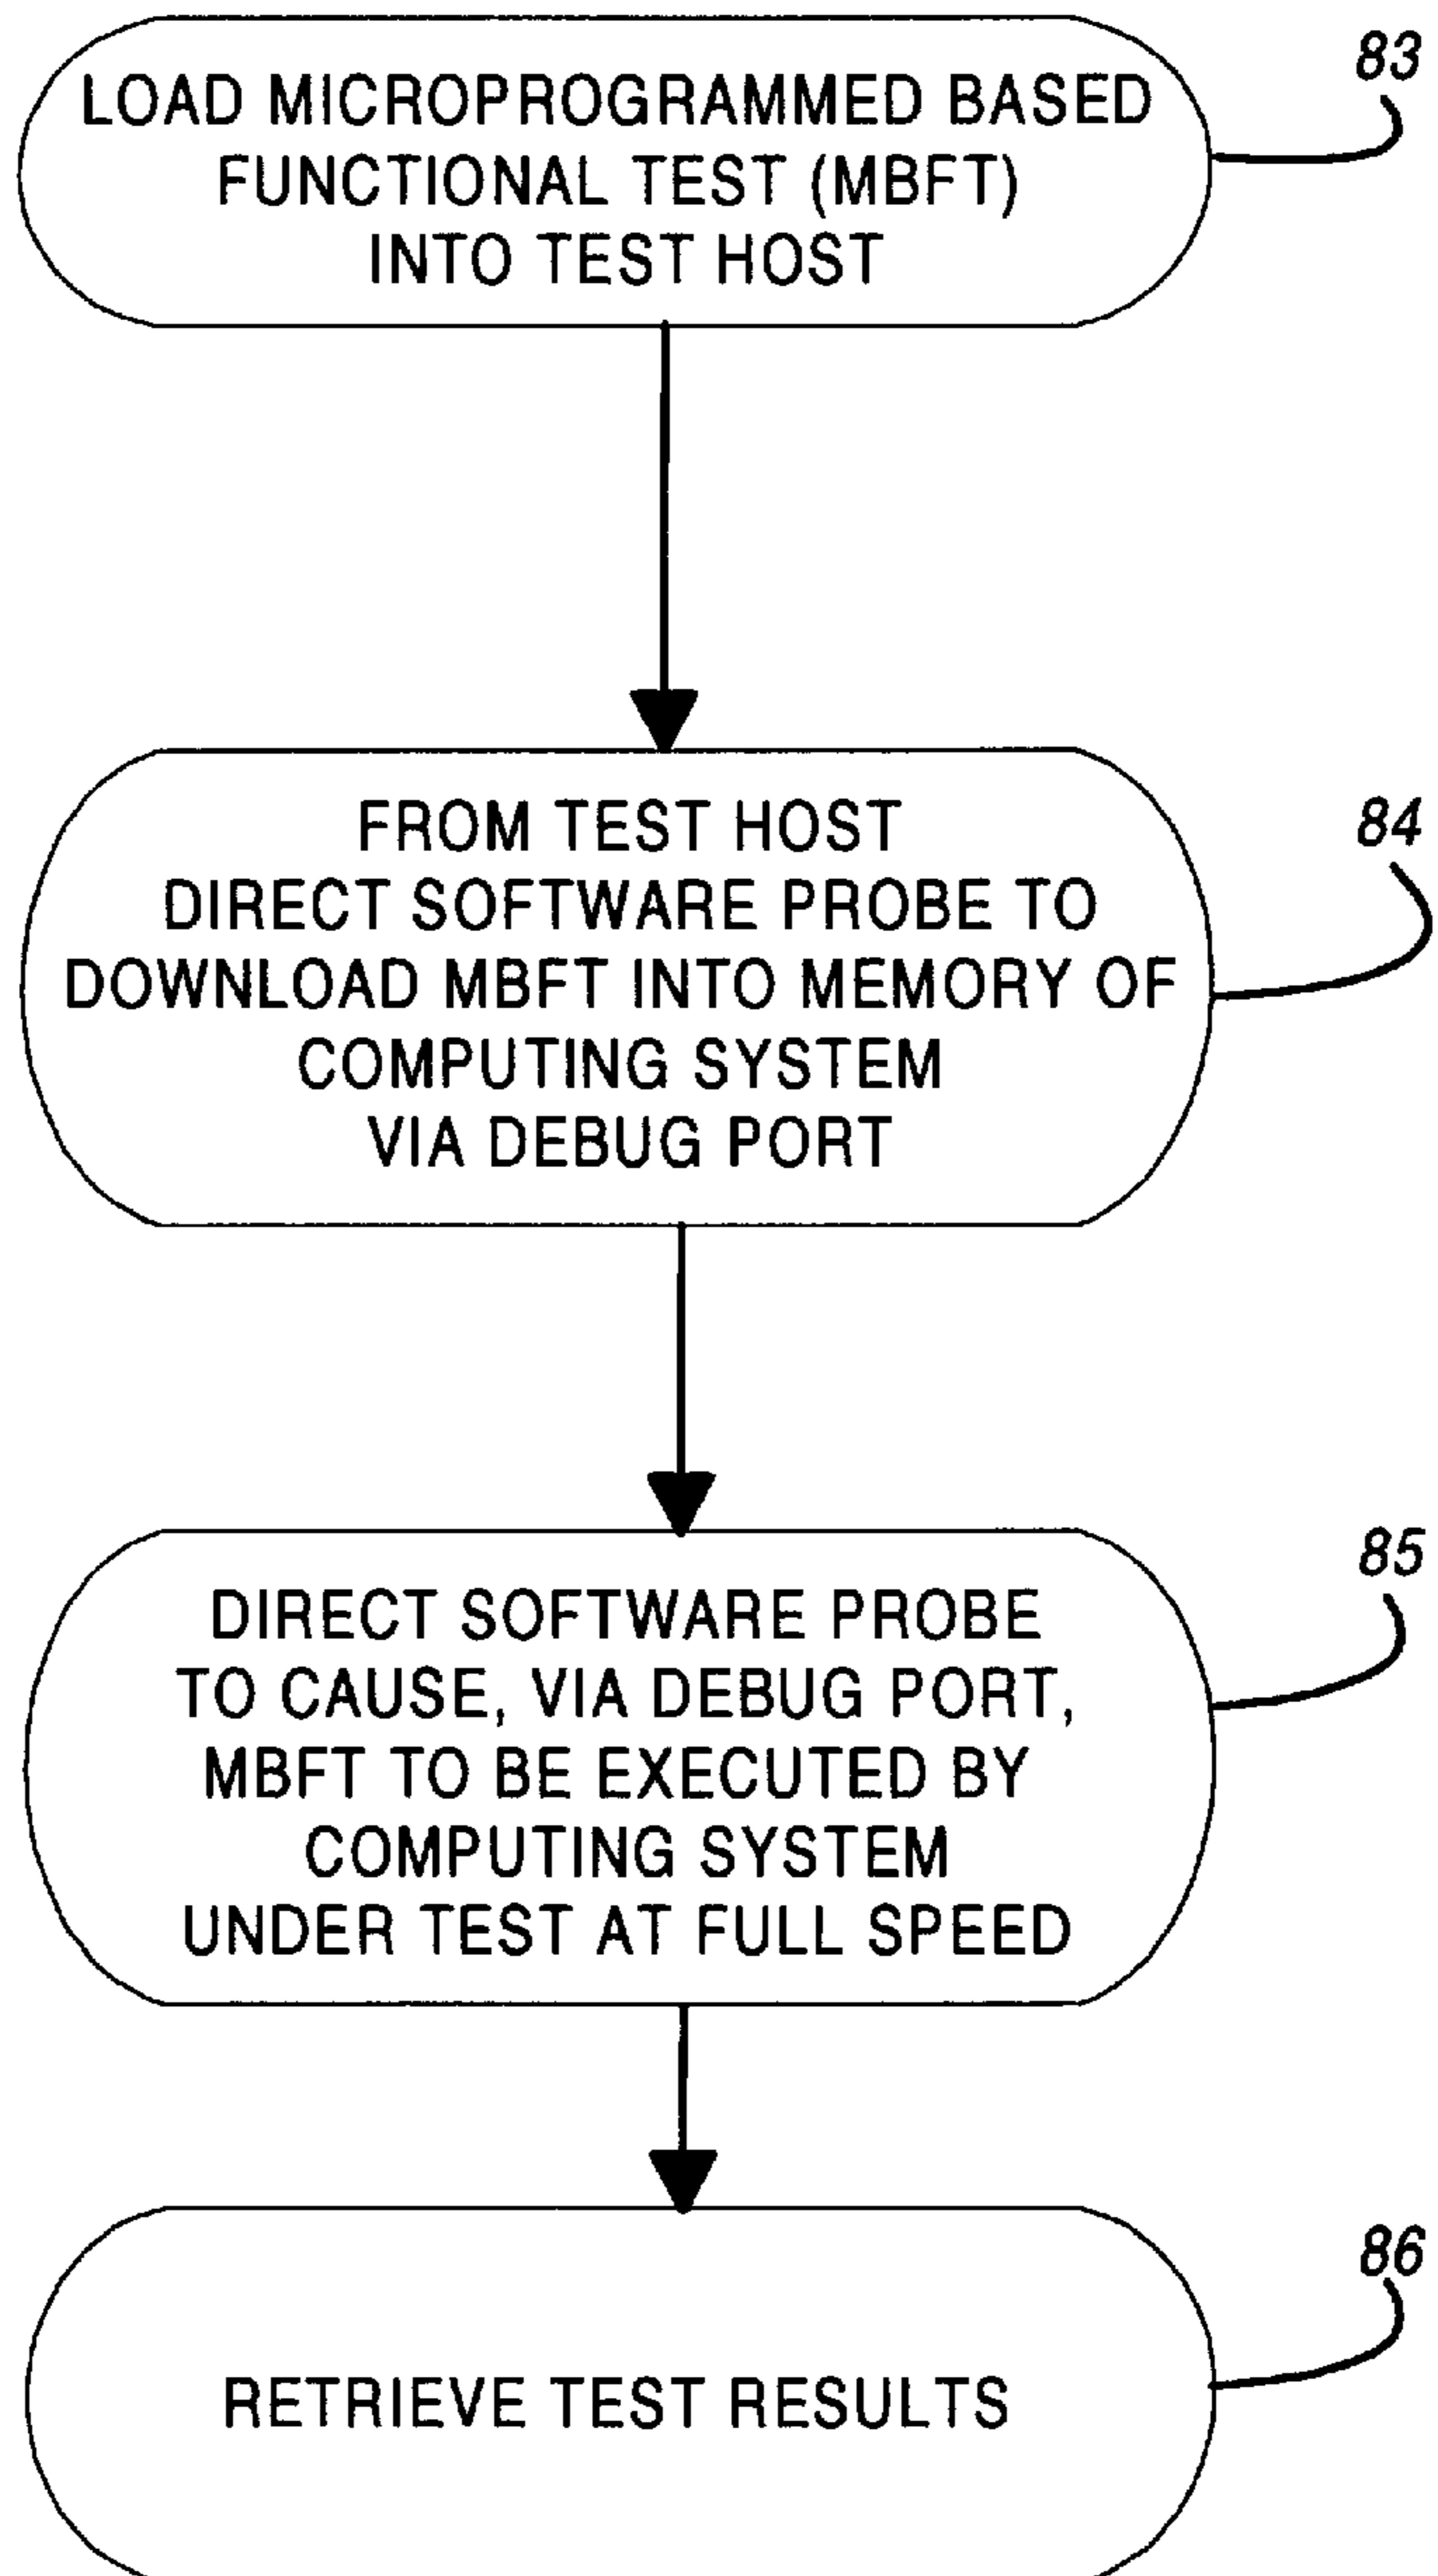 LOAD MICROPROGRAMMED BASED
FUNCTIONAL TEST (MBFT)
INTO TEST HOST
83
FROM TEST HOST
DIRECT SOFTWARE PROBE TO
DOWNLOAD MBFT INTO MEMORY OF
COMPUTING SYSTEM
VIA DEBUG PORT
84
DIRECT SOFTWARE PROBE
TO CAUSE, VIA DEBUG PORT,
MBFT TO BE EXECUTED BY
COMPUTING SYSTEM
UNDER TEST AT FULL SPEED
85
RETRIEVE TEST RESULTS
86